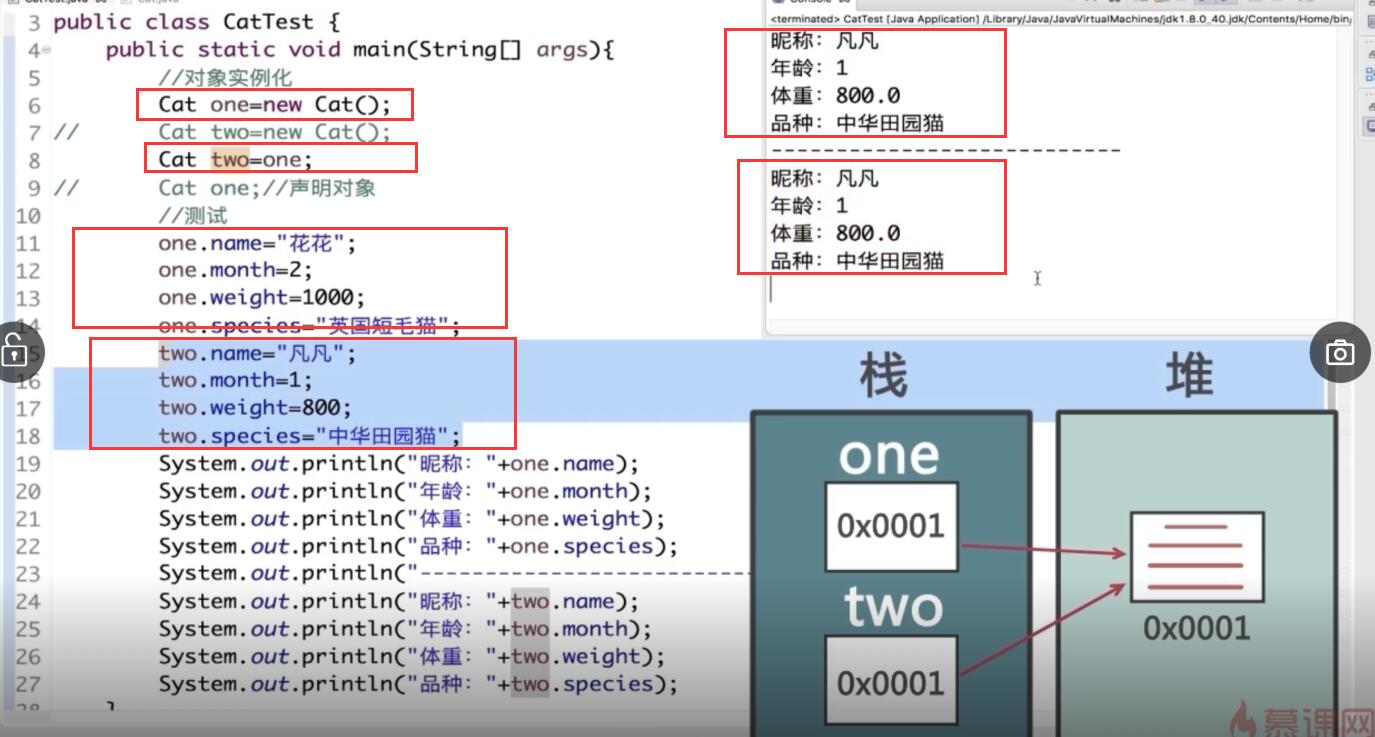 3 public class CatTest {
4 public static void main(String[] args){
5 //对象实例化
6 Cat one=new Cat();
7 // Cat two=new Cat();
8 Cat two=one;
9 // Cat one;//声明对象
10 //测试
11 one.name="花花";
12 one.month=2;
13 one.weight=1000;
14 one.species="英国短毛猫";
15 two.name="凡凡";
16 two.month=1;
17 two.weight=800;
18 two.species="中华田园猫";
19 System.out.println("昵称："+one.name);
20 System.out.println("年龄："+one.month);
21 System.out.println("体重："+one.weight);
22 System.out.println("品种："+one.species);
23 System.out.println("---------------------------
24 System.out.println("昵称："+two.name);
25 System.out.println("年龄："+two.month);
26 System.out.println("体重："+two.weight);
27 System.out.println("品种："+two.species);
28 }
<terminated> CatTest [Java Application] /Library/Java/JavaVirtualMachines/jdk1.8.0_40.jdk/Contents/Home/bin/
昵称：凡凡
年龄：1
体重：800.0
品种：中华田园猫
---------------------------
昵称：凡凡
年龄：1
体重：800.0
品种：中华田园猫
栈
堆
one
0x0001
two
0x0001
0x0001
慕课网